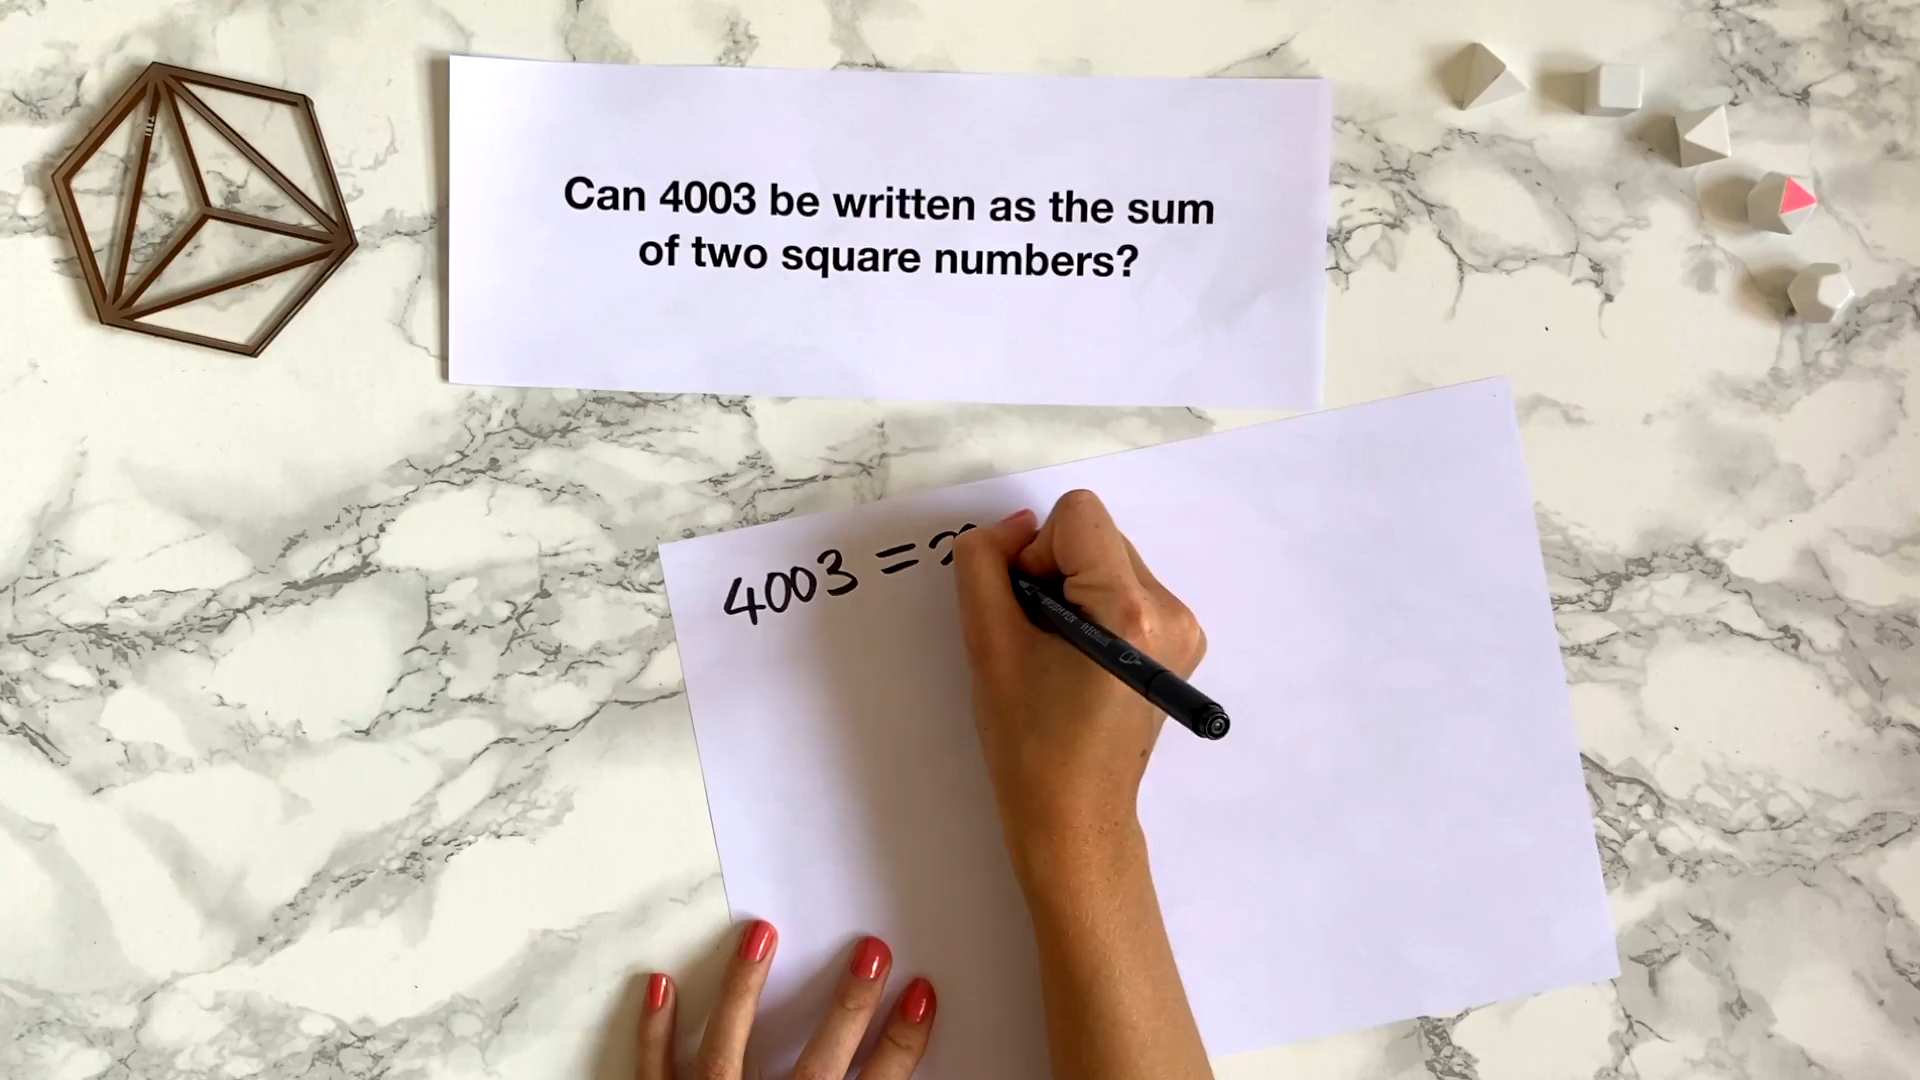 Can 4003 be written as the sum
of two square numbers?
4003 = x